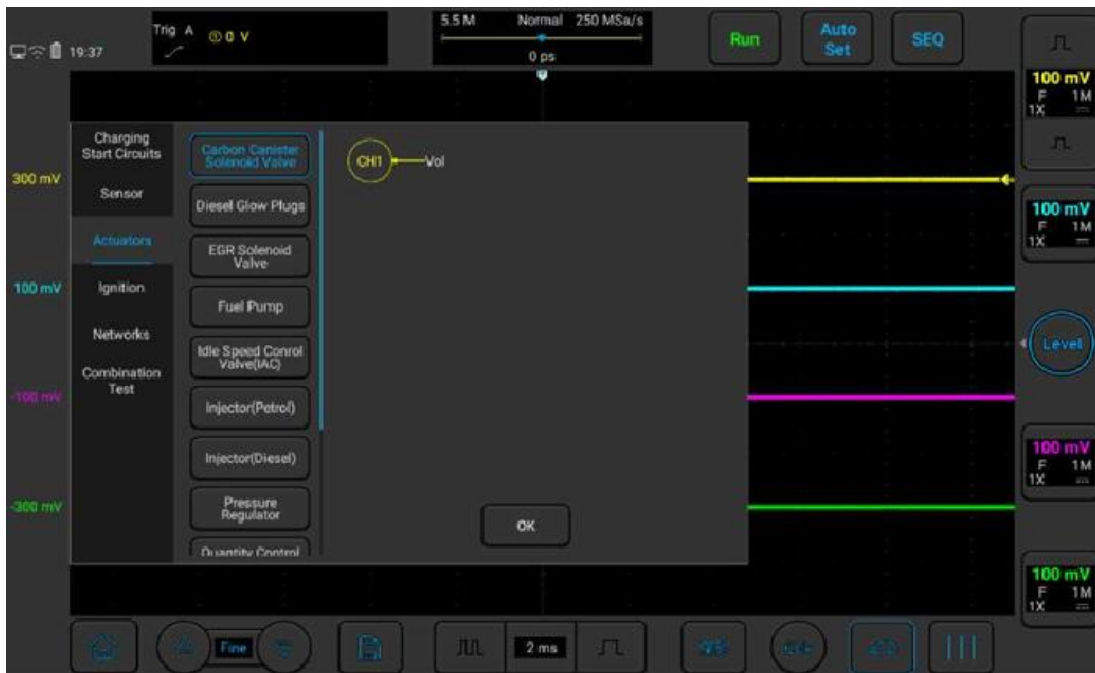 19:37
Trig A
① 0 V
5.5 M Normal 250 MSa/s
0 ps
Run
Auto
Set
SEQ
100 mV
F 1M
1X
300 mV
100 mV
-100 mV
-300 mV
Charging
Start Circuits
Sensor
Actuators
Ignition
Networks
Combination
Test
Carbon Canister
Solenoid Valve
Diesel Glow Plugs
EGR Solenoid
Valve
Fuel Pump
Idle Speed Conrol
Valve(IAC)
Injector(Petrol)
Injector(Diesel)
Pressure
Regulator
Quantity Control
CH1
Vol
OK
100 mV
F 1M
1X
Level
100 mV
F 1M
1X
100 mV
F 1M
1X
Fine
2 ms